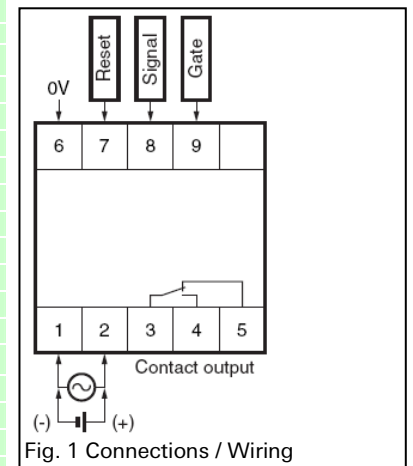 Reset
Signal
Gate
0V
6 7 8 9
1 2 3 4 5
Contact output
(-) (+)
Fig. 1 Connections / Wiring